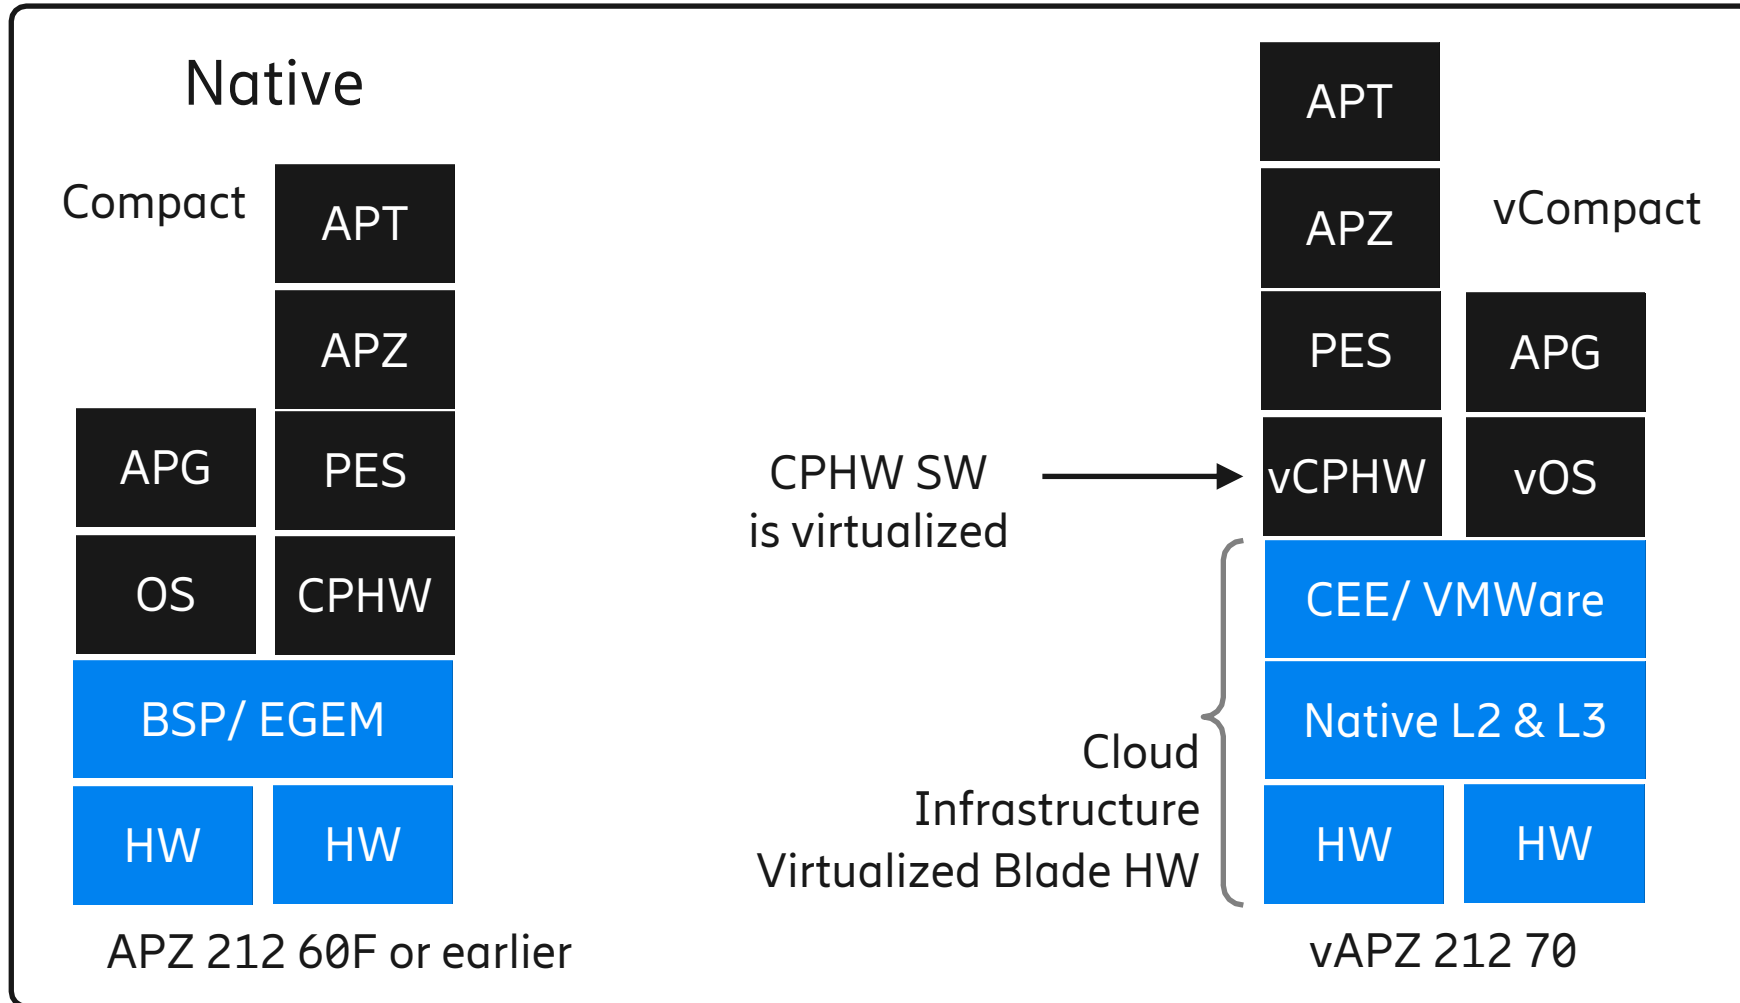 Native
Compact
APT
APZ
APG
PES
OS
CPHW
BSP/ EGEM
HW
HW
APZ 212 60F or earlier
CPHW SW
is virtualized
Cloud
Infrastructure
Virtualized Blade HW
APT
vCompact
APZ
PES
APG
vCPHW
vOS
CEE/ VMWare
Native L2 & L3
HW
HW
vAPZ 212 70